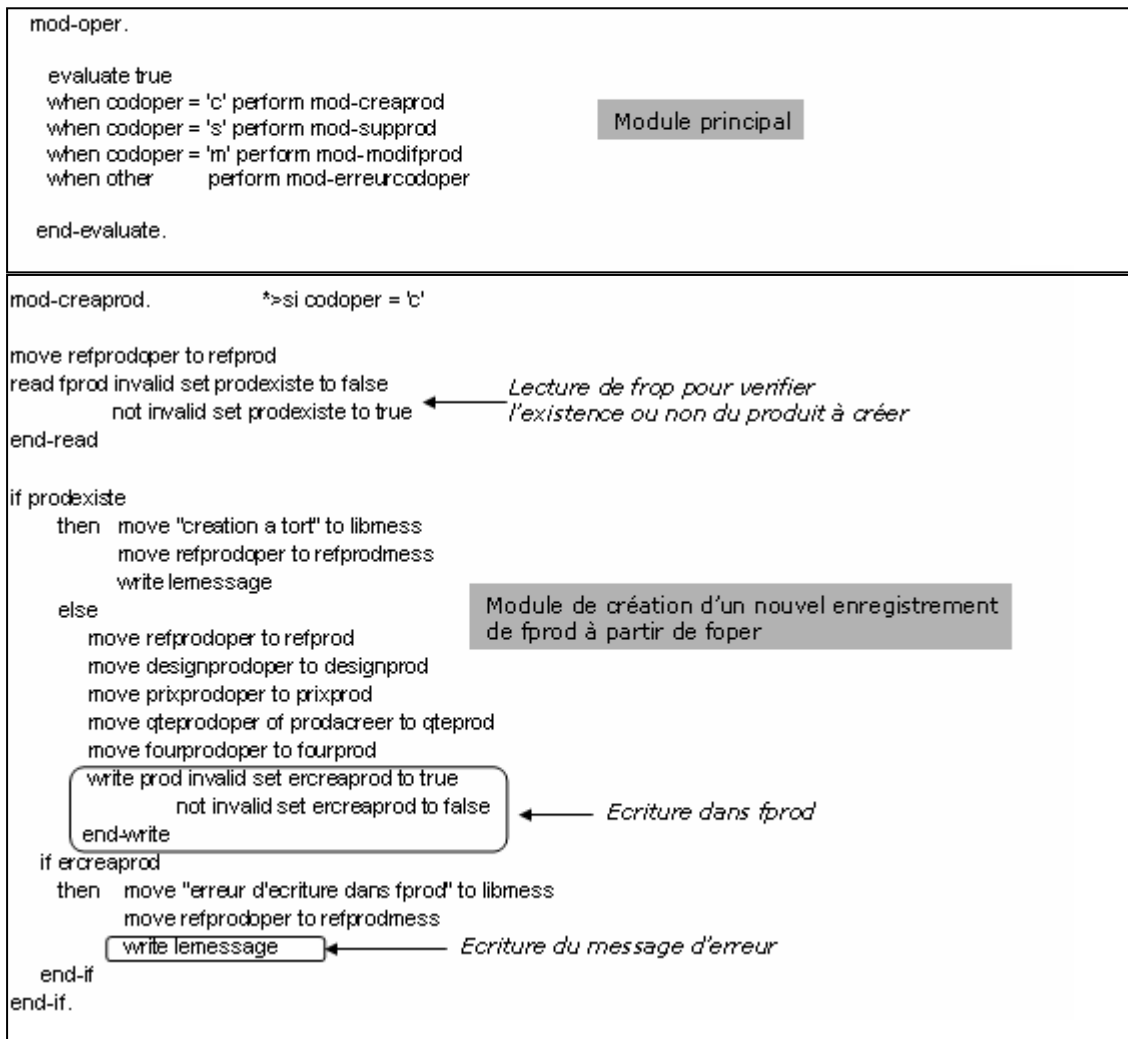 mod-oper.
evaluate true
when codoper = 'c' perform mod-creaprod
when codoper = 's' perform mod-supprod
when codoper = 'm' perform mod-modifprod
when other perform mod-erreurcodoper
end-evaluate.
Module principal
mod-creaprod. *>si codoper = 'c'
move refprodoper to refprod
read fprod invalid set prodexiste to false
not invalid set prodexiste to true
end-read
Lecture de frop pour verifier
l'existence ou non du produit à créer
if prodexiste
then move "creation a tort" to libmess
move refprodoper to refprodmess
write lemessage
else
move refprodoper to refprod
move designprodoper to designprod
move prixprodoper to prixprod
move qteprodoper of prodacreer to qteprod
move fourprodoper to fourprod
write prod invalid set ercreaprod to true
not invalid set ercreaprod to false
end-write
Module de création d'un nouvel enregistrement
de fprod à partir de foper
Ecriture dans fprod
if ercreaprod
then move "erreur d'ecriture dans fprod" to libmess
move refprodoper to refprodmess
write lemessage
Ecriture du message d'erreur
end-if
end-if.